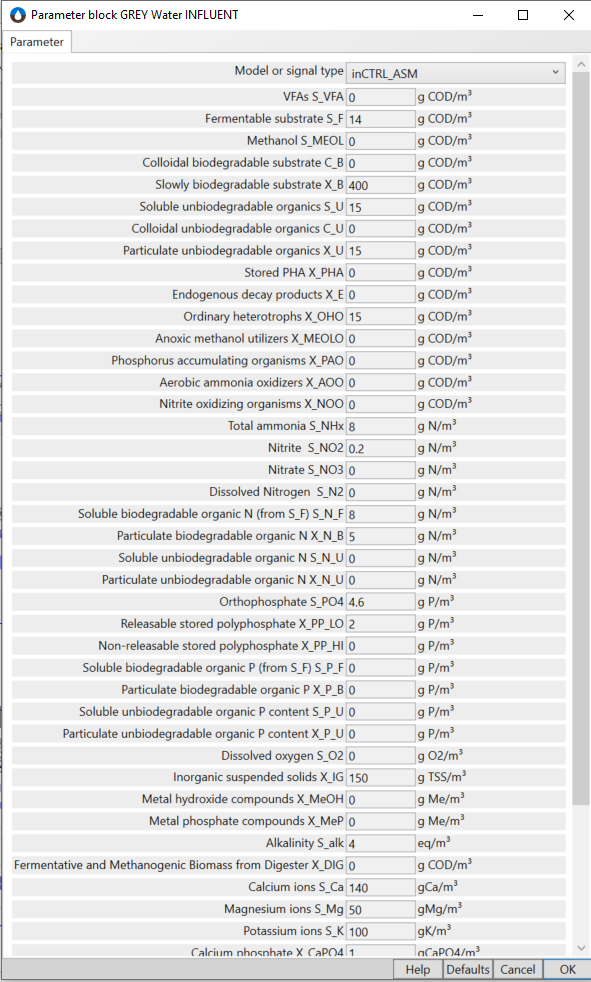 Parameter block GREY Water INFLUENT
Parameter
Model or signal type inCTRL_ASM
VFAs S_VFA 0 g COD/m³
Fermentable substrate S_F 14 g COD/m³
Methanol S_MEOL 0 g COD/m³
Colloidal biodegradable substrate C_B 0 g COD/m³
Slowly biodegradable substrate X_B 400 g COD/m³
Soluble unbiodegradable organics S_U 15 g COD/m³
Colloidal unbiodegradable organics C_U 0 g COD/m³
Particulate unbiodegradable organics X_U 15 g COD/m³
Stored PHA X_PHA 0 g COD/m³
Endogenous decay products X_E 0 g COD/m³
Ordinary heterotrophs X_OHO 15 g COD/m³
Anoxic methanol utilizers X_MEOLO 0 g COD/m³
Phosphorus accumulating organisms X_PAO 0 g COD/m³
Aerobic ammonia oxidizers X_AOO 0 g COD/m³
Nitrite oxidizing organisms X_NOO 0 g COD/m³
Total ammonia S_NHx 8 g N/m³
Nitrite S_NO2 0.2 g N/m³
Nitrate S_NO3 0 g N/m³
Dissolved Nitrogen S_N2 0 g N/m³
Soluble biodegradable organic N (from S_F) S_N_F 8 g N/m³
Particulate biodegradable organic N X_N_B 5 g N/m³
Soluble unbiodegradable organic N S_N_U 0 g N/m³
Particulate unbiodegradable organic N X_N_U 0 g N/m³
Orthophosphate S_PO4 4.6 g P/m³
Releasable stored polyphosphate X_PP_LO 2 g P/m³
Non-releasable stored polyphosphate X_PP_HI 0 g P/m³
Soluble biodegradable organic P (from S_F) S_P_F 0 g P/m³
Particulate biodegradable organic P X_P_B 0 g P/m³
Soluble unbiodegradable organic P content S_P_U 0 g P/m³
Particulate unbiodegradable organic P content X_P_U 0 g P/m³
Dissolved oxygen S_O2 0 g O2/m³
Inorganic suspended solids X_IG 150 g TSS/m³
Metal hydroxide compounds X_MeOH 0 g Me/m³
Metal phosphate compounds X_MeP 0 g Me/m³
Alkalinity S_alk 4 eq/m³
Fermentative and Methanogenic Biomass from Digester X_DIG 0 g COD/m³
Calcium ions S_Ca 140 gCa/m³
Magnesium ions S_Mg 50 gMg/m³
Potassium ions S_K 100 gK/m³
Calcium phosphate X_CaPO4 1 gCaPO4/m³
Help Defaults Cancel OK